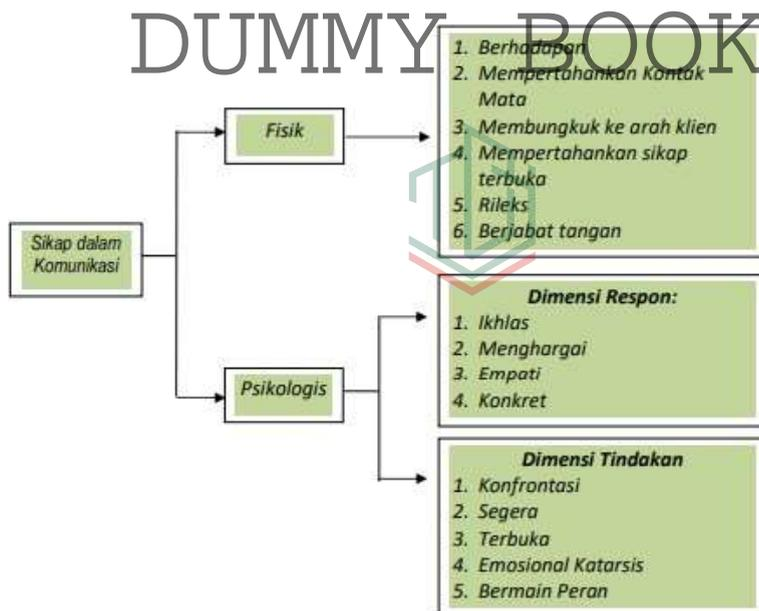 DUMMY BOOK
Sikap dalam
Komunikasi
Fisik
1. Berhadapan
2. Mempertahankan Kontak
Mata
3. Membungkuk ke arah klien
4. Mempertahankan sikap
terbuka
5. Rileks
6. Berjabat tangan
Psikologis
Dimensi Respon:
1. Ikhlas
2. Menghargai
3. Empati
4. Konkret
Dimensi Tindakan
1. Konfrontasi
2. Segera
3. Terbuka
4. Emosional Katarsis
5. Bermain Peran